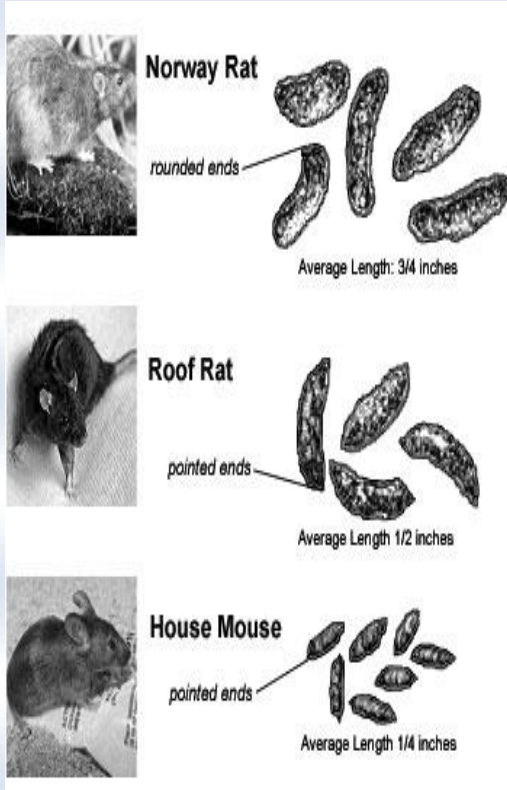 Norway Rat
rounded ends
Average Length: 3/4 inches
Roof Rat
pointed ends
Average Length 1/2 inches
House Mouse
pointed ends
Average Length 1/4 inches